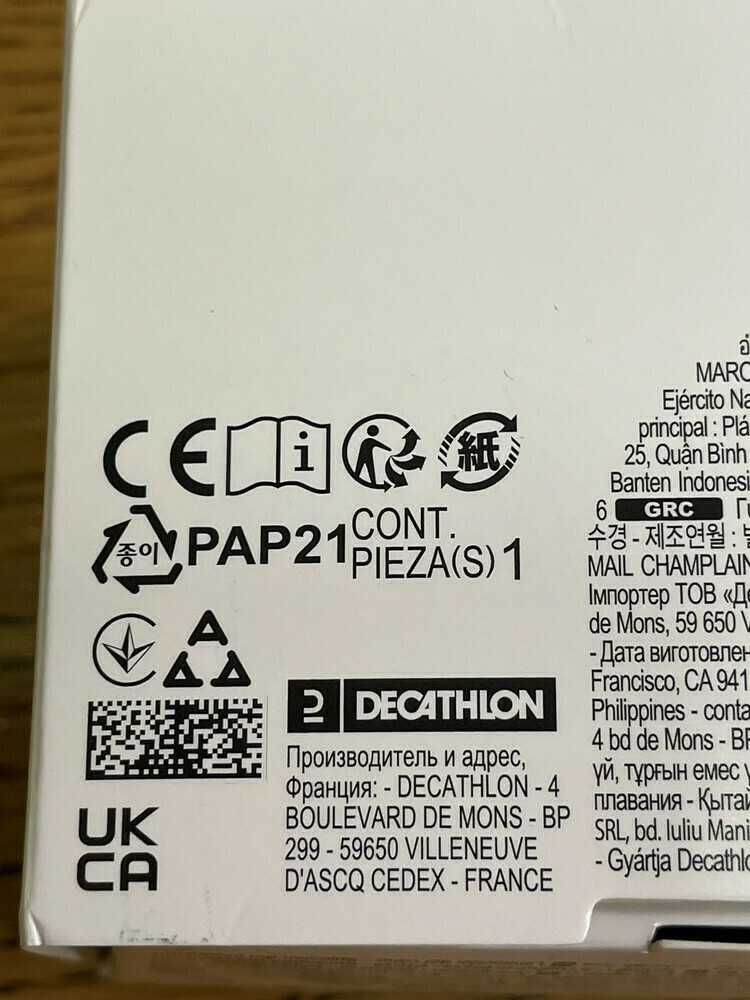 CE
i
紙
종이
PAP21
CONT.
PIEZA(S) 1
DECATHLON
UK
CA
Производитель и адрес,
Франция: - DECATHLON - 4
BOULEVARD DE MONS - BP
299 - 59650 VILLENEUVE
D'ASCQ CEDEX - FRANCE
MARC
Ejército Na
principal : Plá
25, Quận Bình
Banten Indonesi
6 GRC
수경 - 제조연월 :
MAIL CHAMPLAIN
Імпортер ТОВ «Де
de Mons, 59 650 V
- Дата виготовлен
Francisco, CA 941
Philippines - conta
4 bd de Mons - BP
үй, тұрғын емес
плавания - Қытай
SRL, bd. Iuliu Mani
- Gyártja Decathlo